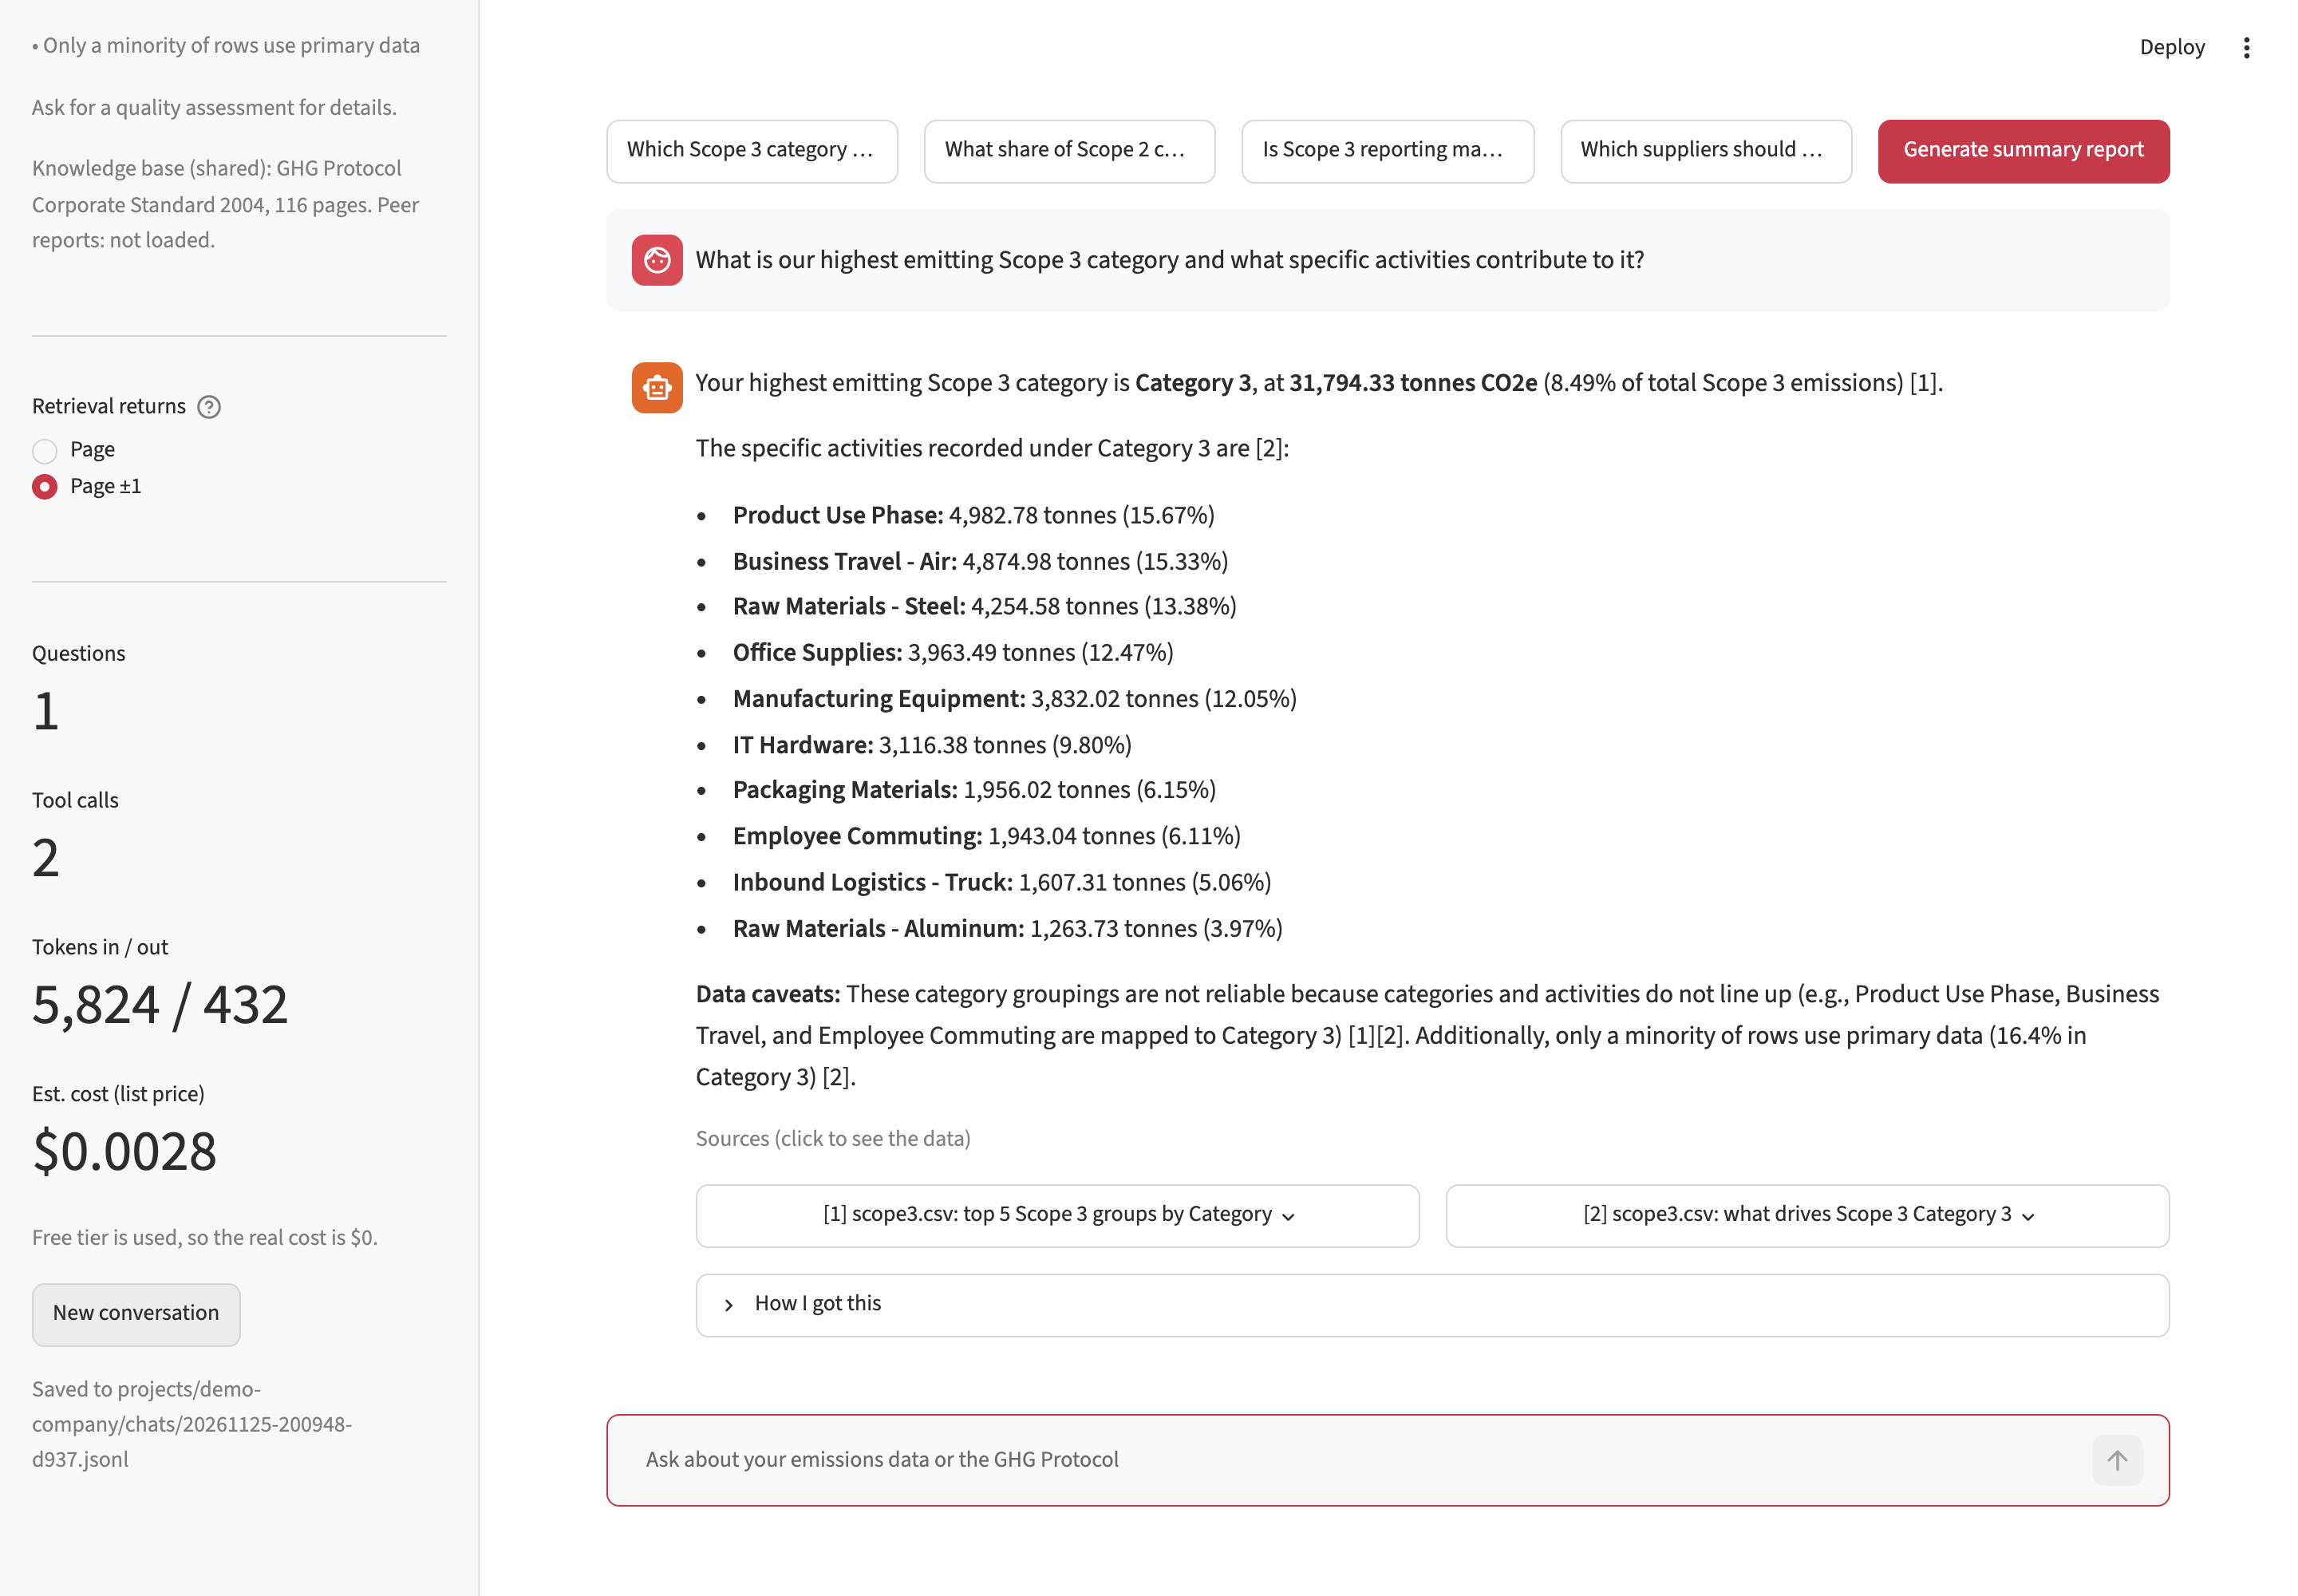 • Only a minority of rows use primary data
Ask for a quality assessment for details.
Knowledge base (shared): GHG Protocol
Corporate Standard 2004, 116 pages. Peer
reports: not loaded.
Retrieval returns
Page
Page ±1
Questions
1
Tool calls
2
Tokens in / out
5,824 / 432
Est. cost (list price)
$0.0028
Free tier is used, so the real cost is $0.
New conversation
Saved to projects/demo-
company/chats/20261125-200948-
d937.jsonl
Deploy
Which Scope 3 category …
What share of Scope 2 c…
Is Scope 3 reporting ma…
Which suppliers should …
Generate summary report
What is our highest emitting Scope 3 category and what specific activities contribute to it?
Your highest emitting Scope 3 category is Category 3, at 31,794.33 tonnes CO2e (8.49% of total Scope 3 emissions) [1].
The specific activities recorded under Category 3 are [2]:
• Product Use Phase: 4,982.78 tonnes (15.67%)
• Business Travel - Air: 4,874.98 tonnes (15.33%)
• Raw Materials - Steel: 4,254.58 tonnes (13.38%)
• Office Supplies: 3,963.49 tonnes (12.47%)
• Manufacturing Equipment: 3,832.02 tonnes (12.05%)
• IT Hardware: 3,116.38 tonnes (9.80%)
• Packaging Materials: 1,956.02 tonnes (6.15%)
• Employee Commuting: 1,943.04 tonnes (6.11%)
• Inbound Logistics - Truck: 1,607.31 tonnes (5.06%)
• Raw Materials - Aluminum: 1,263.73 tonnes (3.97%)
Data caveats: These category groupings are not reliable because categories and activities do not line up (e.g., Product Use Phase, Business
Travel, and Employee Commuting are mapped to Category 3) [1][2]. Additionally, only a minority of rows use primary data (16.4% in
Category 3) [2].
Sources (click to see the data)
[1] scope3.csv: top 5 Scope 3 groups by Category
[2] scope3.csv: what drives Scope 3 Category 3
How I got this
Ask about your emissions data or the GHG Protocol